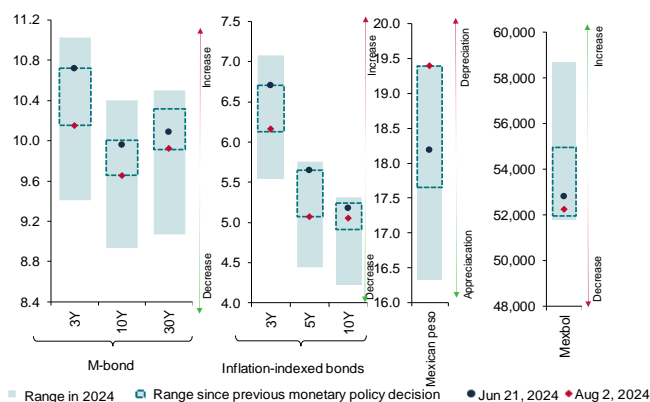 11.2
10.8
10.4
10.0
9.6
9.2
8.8
8.4
3Y
10Y
30Y
M-bond
Increase
Decrease
7.5
7.0
6.5
6.0
5.5
5.0
4.5
4.0
3Y
5Y
10Y
Inflation-indexed bonds
Increase
Decrease
20.0
19.5
19.0
18.5
18.0
17.5
17.0
16.5
16.0
Mexican peso
Depreciation
Appreciacation
60,000
58,000
56,000
54,000
52,000
50,000
48,000
Mexbol
Increase
Decrease
Range in 2024
Range since previous monetary policy decision
Jun 21, 2024
Aug 2, 2024